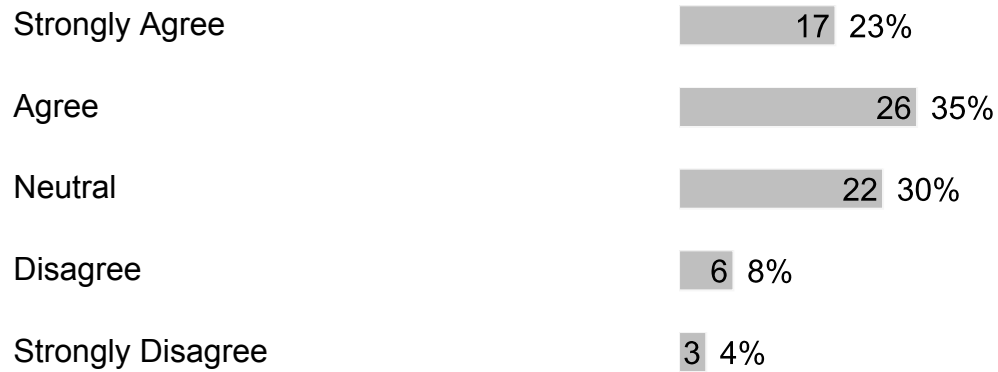 Strongly Agree 17 23%
Agree 26 35%
Neutral 22 30%
Disagree 6 8%
Strongly Disagree 3 4%